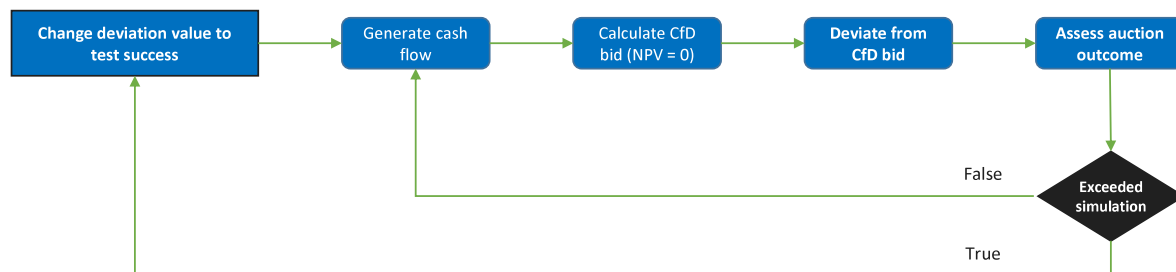 Change deviation value to
test success
Generate cash
flow
Calculate CfD
bid (NPV = 0)
Deviate from
CfD bid
Assess auction
outcome
False
Exceeded
simulation
True